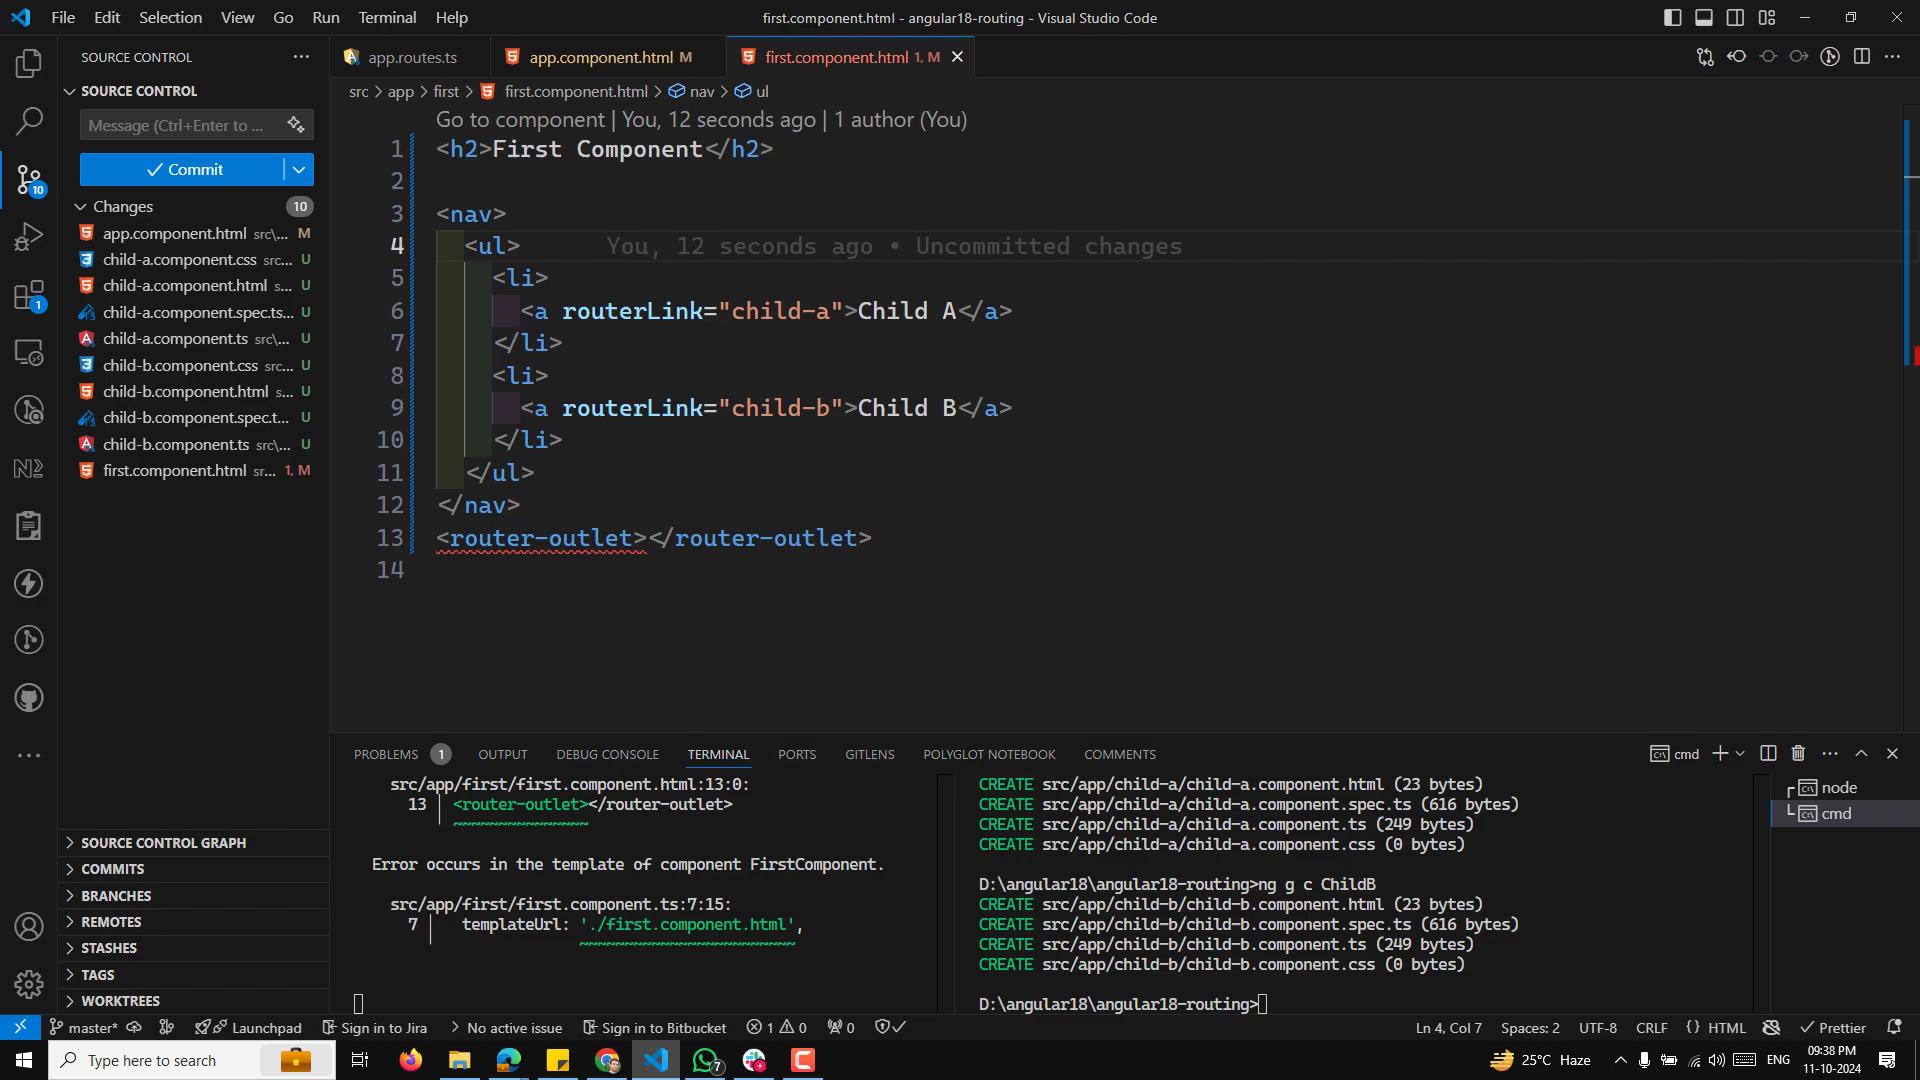 File Edit Selection View Go Run Terminal Help
first.component.html - angular18-routing - Visual Studio Code
SOURCE CONTROL
SOURCE CONTROL
Message (Ctrl+Enter to ...
Commit
Changes 10
app.component.html src\... M
child-a.component.css src... U
child-a.component.html s... U
child-a.component.spec.ts... U
child-a.component.ts src\... U
child-b.component.css src... U
child-b.component.html s... U
child-b.component.spec.t... U
child-b.component.ts src\... U
first.component.html sr... 1, M
SOURCE CONTROL GRAPH
COMMITS
BRANCHES
REMOTES
STASHES
TAGS
WORKTREES
10
1
app.routes.ts
app.component.html M
first.component.html 1, M
src > app > first > first.component.html > nav > ul
Go to component | You, 12 seconds ago | 1 author (You)
1 <h2>First Component</h2>
2
3 <nav>
4 <ul> You, 12 seconds ago • Uncommitted changes
5 <li>
6 <a routerLink="child-a">Child A</a>
7 </li>
8 <li>
9 <a routerLink="child-b">Child B</a>
10 </li>
11 </ul>
12 </nav>
13 <router-outlet></router-outlet>
14
PROBLEMS 1 OUTPUT DEBUG CONSOLE TERMINAL PORTS GITLENS POLYGLOT NOTEBOOK COMMENTS
cmd
src/app/first/first.component.html:13:0:
13 │ <router-outlet></router-outlet>
~~~~~~~~~~~~~~~
Error occurs in the template of component FirstComponent.
src/app/first/first.component.ts:7:15:
7 │ templateUrl: './first.component.html',
~~~~~~~~~~~~~~~~~~~~~~~~
CREATE src/app/child-a/child-a.component.html (23 bytes)
CREATE src/app/child-a/child-a.component.spec.ts (616 bytes)
CREATE src/app/child-a/child-a.component.ts (249 bytes)
CREATE src/app/child-a/child-a.component.css (0 bytes)
D:\angular18\angular18-routing>ng g c ChildB
CREATE src/app/child-b/child-b.component.html (23 bytes)
CREATE src/app/child-b/child-b.component.spec.ts (616 bytes)
CREATE src/app/child-b/child-b.component.ts (249 bytes)
CREATE src/app/child-b/child-b.component.css (0 bytes)
D:\angular18\angular18-routing>
node
cmd
master* Launchpad Sign in to Jira No active issue Sign in to Bitbucket 1 0 0
Ln 4, Col 7 Spaces: 2 UTF-8 CRLF {} HTML Prettier
Type here to search
7
25°C Haze
ENG
09:38 PM
11-10-2024